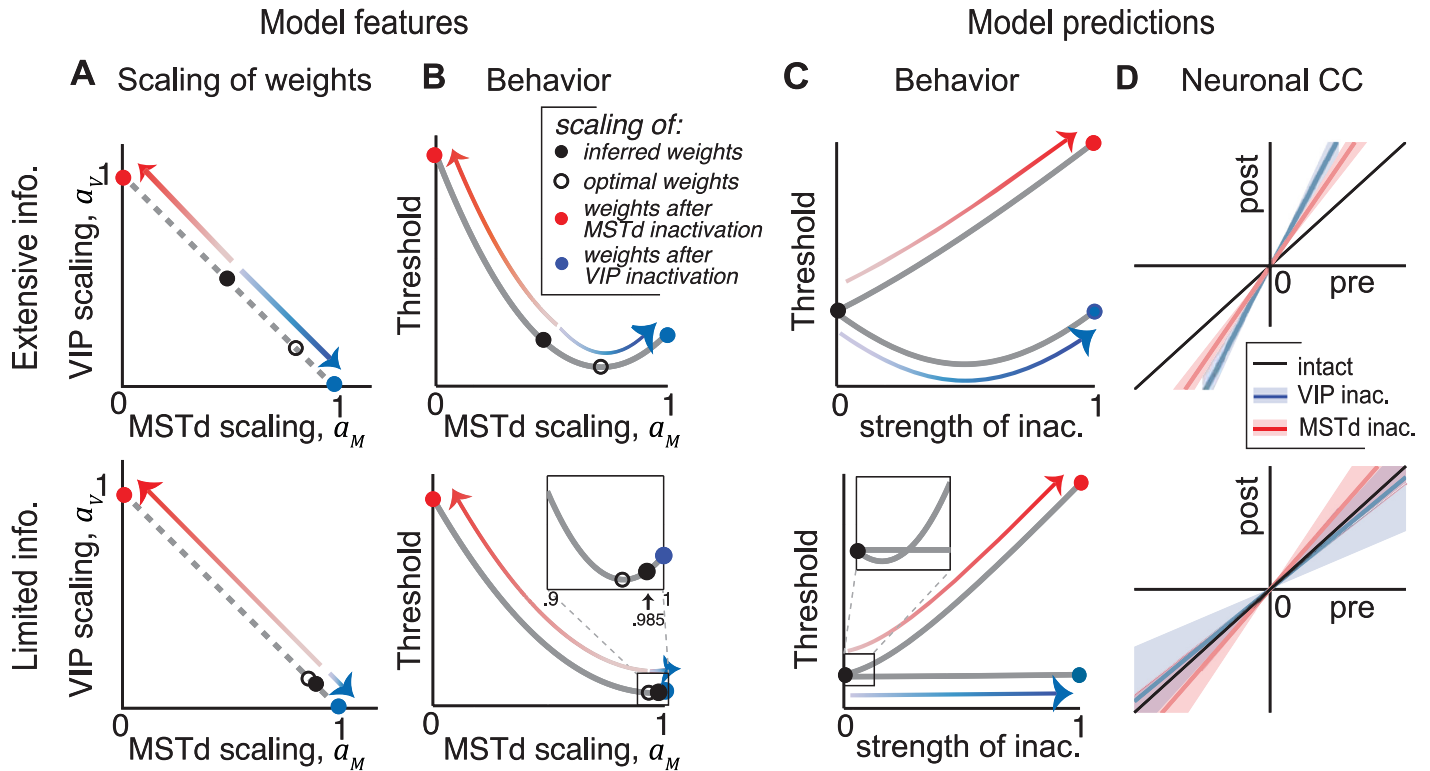 Model features
Model predictions
A
Scaling of weights
B
Behavior
C
Behavior
D
Neuronal CC
Extensive info.
VIP scaling, aᵥ
1
0
1
MSTd scaling, a_M
Threshold
scaling of:
inferred weights
optimal weights
weights after
MSTd inactivation
weights after
VIP inactivation
0
1
MSTd scaling, a_M
Threshold
0
1
strength of inac.
post
0
pre
intact
VIP inac.
MSTd inac.
Limited info.
VIP scaling, aᵥ
1
0
1
MSTd scaling, a_M
Threshold
.9
1
.985
0
1
MSTd scaling, a_M
Threshold
0
1
strength of inac.
post
0
pre